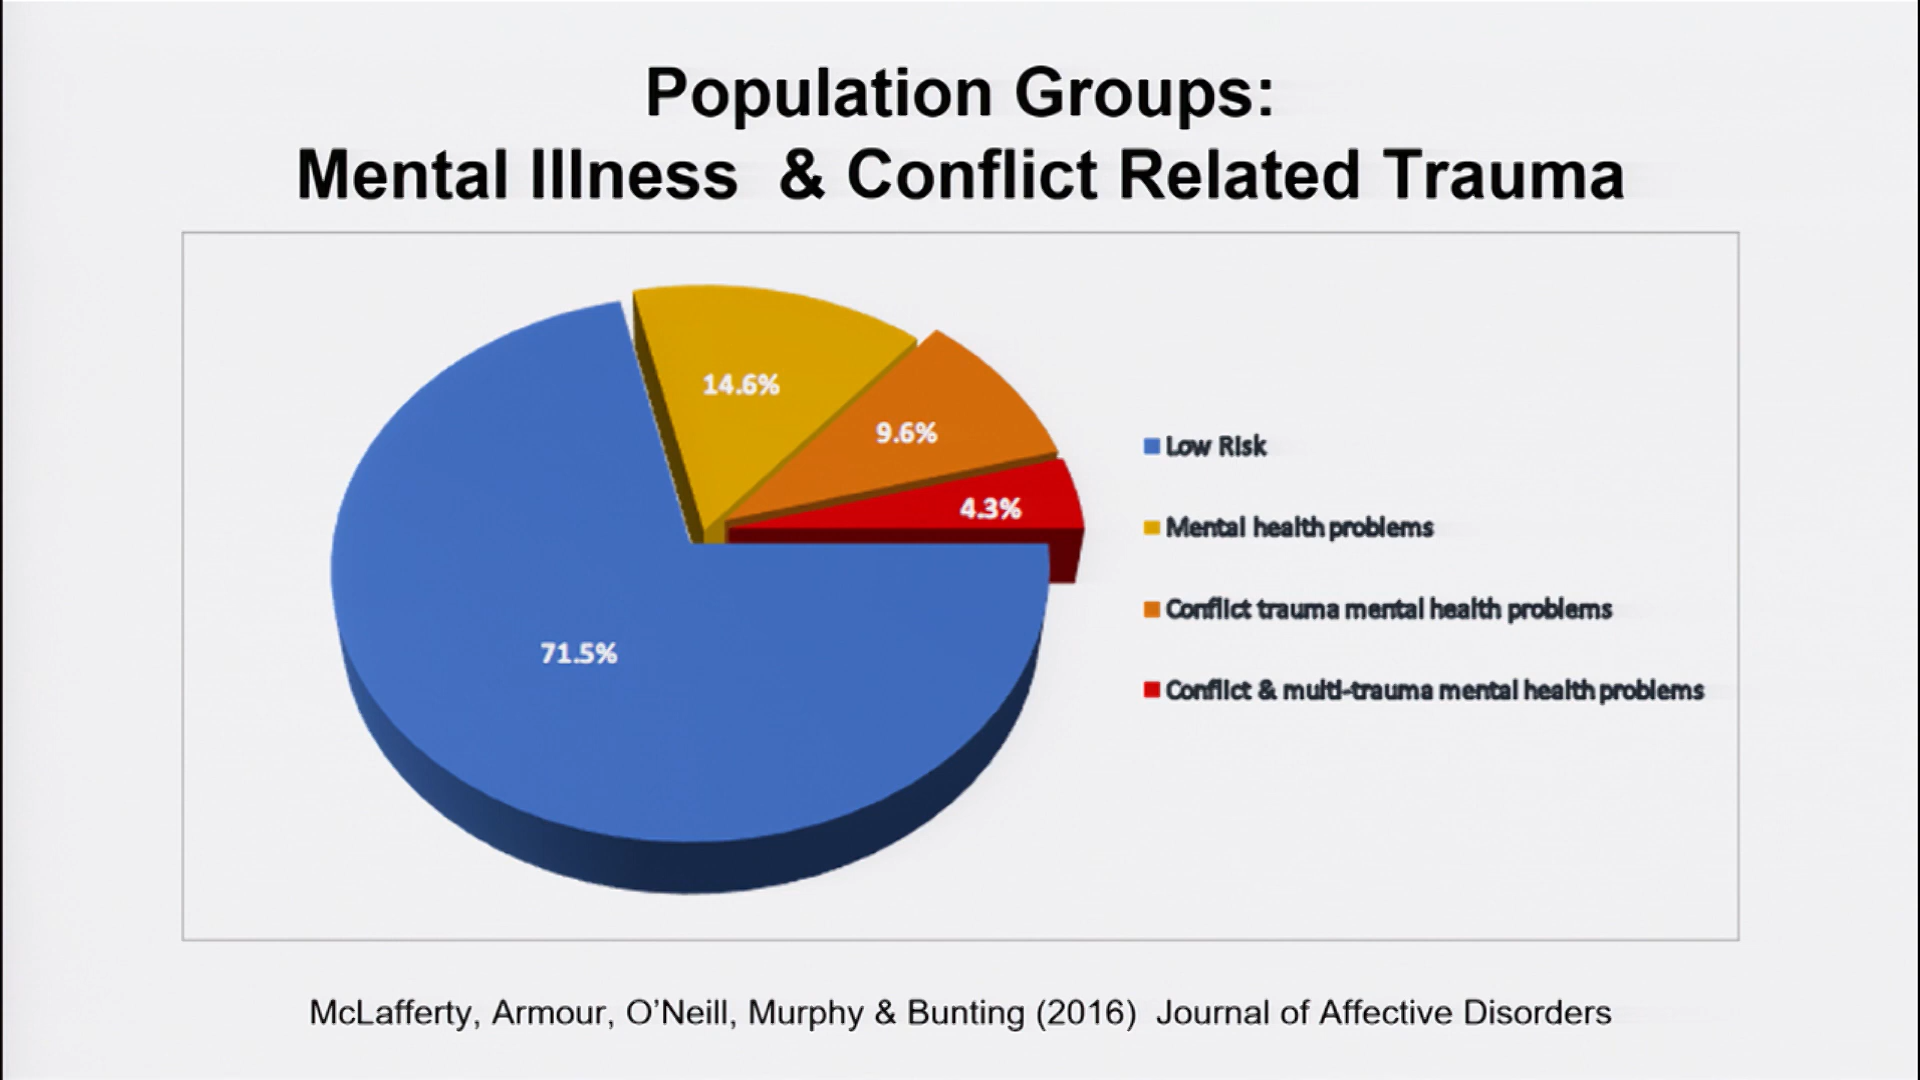 Population Groups:
Mental Illness & Conflict Related Trauma
14.6%
9.6%
4.3%
71.5%
Low Risk
Mental health problems
Conflict trauma mental health problems
Conflict & multi-trauma mental health problems
McLafferty, Armour, O’Neill, Murphy & Bunting (2016) Journal of Affective Disorders